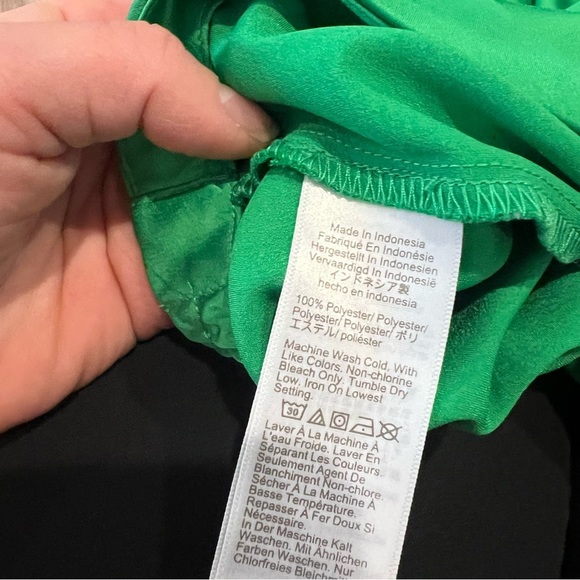 Made In Indonesia
Fabriqué En Indonésie
Hergestellt In Indonesien
Vervaardigd In Indonesië
インドネシア製
hecho en indonesia
100% Polyester/ Polyester/
Polyester/ Polyester/ ポリ
エステル/ poliéster
Machine Wash Cold. With
Like Colors. Non-chlorine
Bleach Only. Tumble Dry
Low. Iron On Lowest
Setting.
30
Laver À La Machine À
L'eau Froide. Laver En
Séparant Les Couleurs.
Seulement Agent De
Blanchiment Non-chlore.
Sécher À La Machine À
Basse Température.
Repasser À Fer Doux Si
Nécessaire.
In Der Maschine Kalt
Waschen. Mit Ähnlichen
Farben Waschen. Nur
Chlorfreies